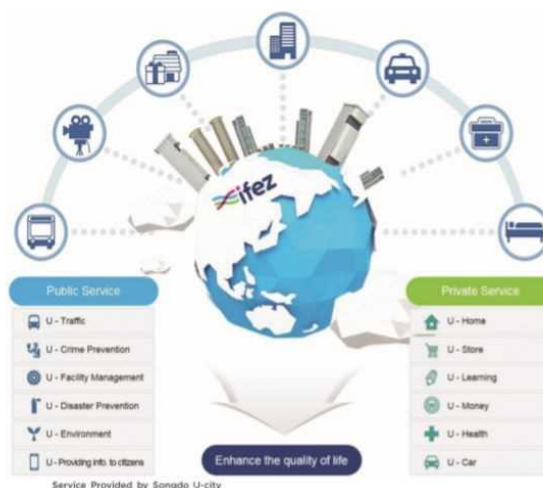 ifez
Public Service
U - Traffic
U - Crime Prevention
U - Facility Management
U - Disaster Prevention
U - Environment
U - Providing info. to citizens
Private Service
U - Home
U - Store
U - Learning
U - Money
U - Health
U - Car
Enhance the quality of life
Service Provided by Songdo U-city